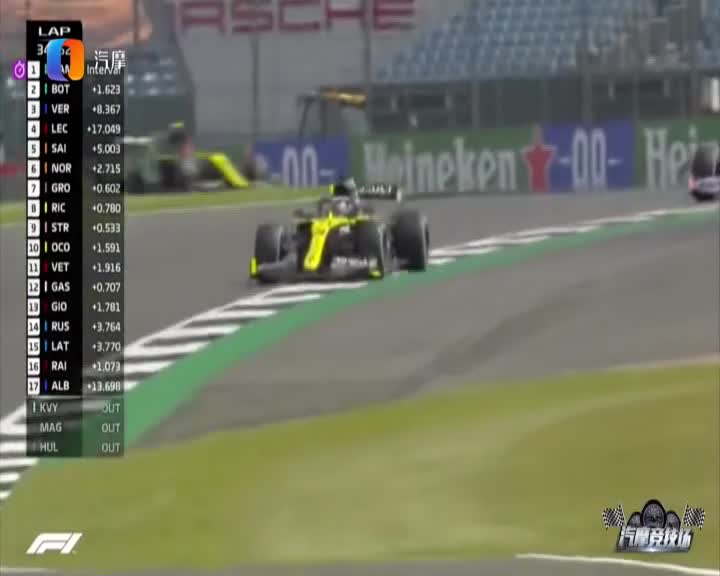 PORSCHE
LAP
汽摩
1 Interval
2 BOT +1.623
3 VER +8.367
4 LEC +17.049
5 SAI +5.003
6 NOR +2.715
7 GRO +0.602
8 RIC +0.780
9 STR +0.533
10 OCO +1.591
11 VET +1.916
12 GAS +0.707
13 GIO +1.781
14 RUS +3.764
15 LAT +3.770
16 RAI +1.073
17 ALB +13.698
KVY OUT
MAG OUT
HUL OUT
Heineken
F1
汽摩竞技场